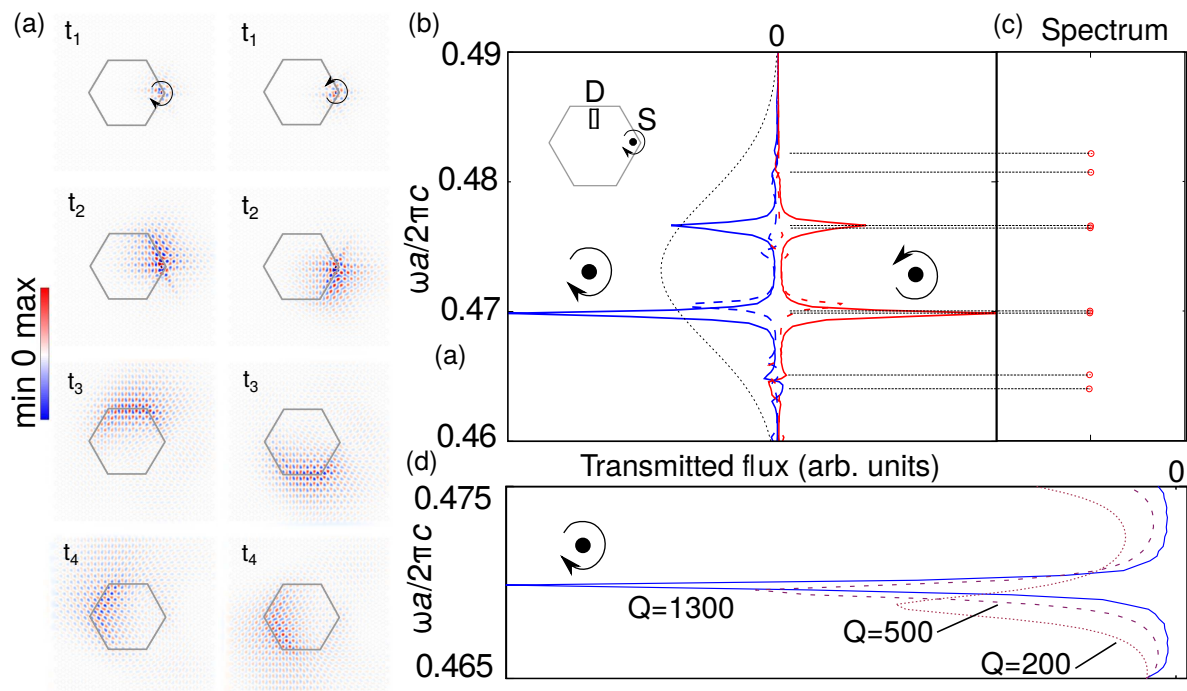 (a)
t1
t1
t2
t2
t3
t3
t4
t4
min 0 max
(b)
0
(c) Spectrum
0.49
0.48
0.47
0.46
ωa/2πc
D
S
(a)
(d) Transmitted flux (arb. units) 0
0.475
0.465
ωa/2πc
Q=1300
Q=500
Q=200